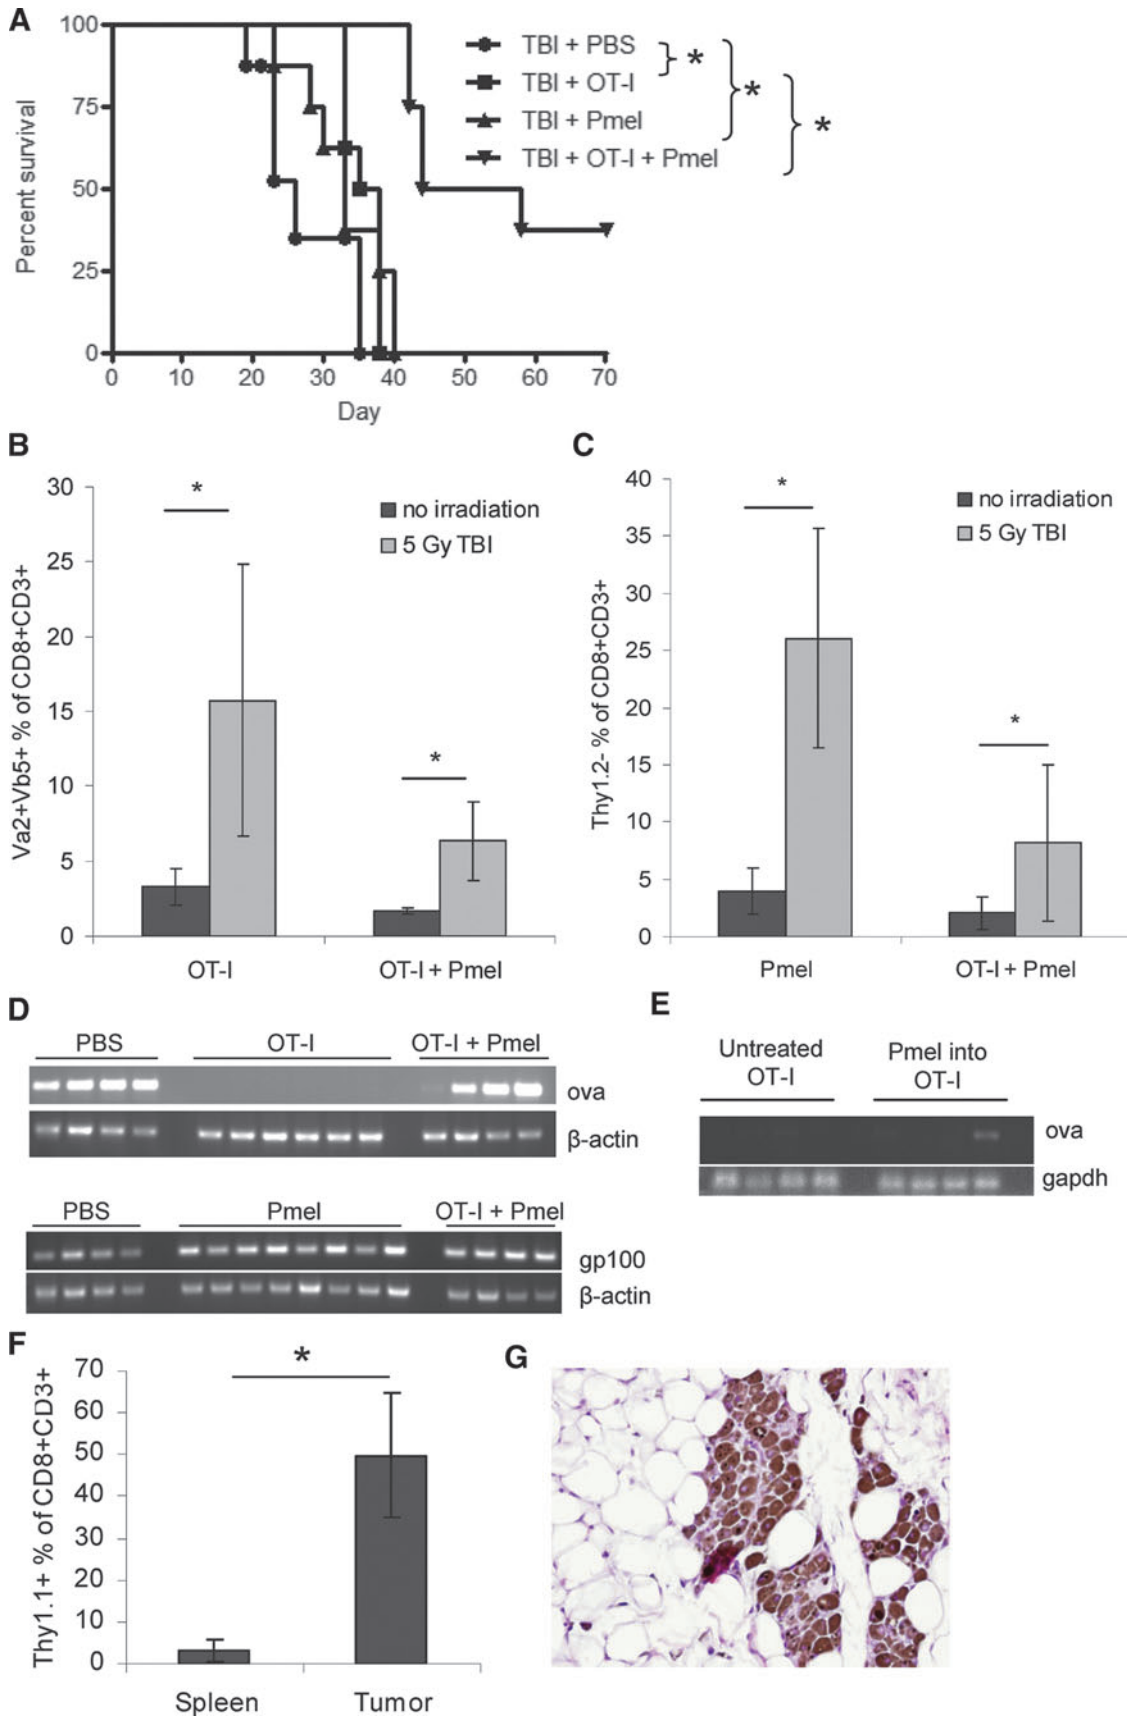 A
100
75
50
25
0
Percent survival
0 10 20 30 40 50 60 70
Day
TBI + PBS
*
TBI + OT-I
*
TBI + Pmel
*
TBI + OT-I + Pmel
B
30
25
20
15
10
5
0
Va2+Vb5+ % of CD8+CD3+
*
*
no irradiation
5 Gy TBI
OT-I OT-I + Pmel
C
40
35
30
25
20
15
10
5
0
Thy1.2- % of CD8+CD3+
*
*
no irradiation
5 Gy TBI
Pmel OT-I + Pmel
D
PBS OT-I OT-I + Pmel
ova
β-actin
PBS Pmel OT-I + Pmel
gp100
β-actin
E
Untreated OT-I Pmel into OT-I
ova
gapdh
F
70
60
50
40
30
20
10
0
Thy1.1+ % of CD8+CD3+
*
Spleen Tumor
G